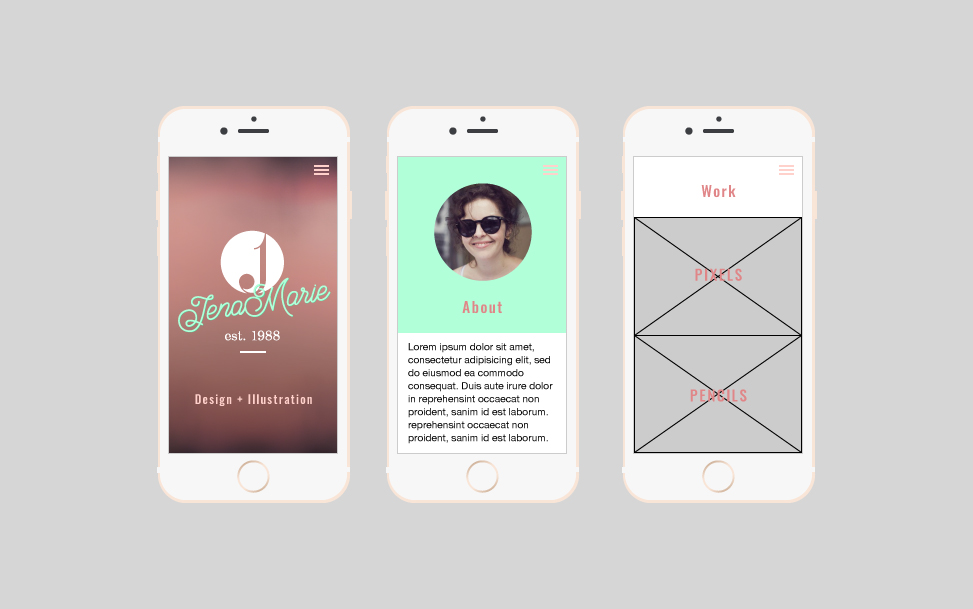 J
JenaMarie
est. 1988
Design + Illustration
About
Lorem ipsum dolor sit amet,
consectetur adipisicing elit, sed
do eiusmod ea commodo
consequat. Duis aute irure dolor
in reprehensint occaecat non
proident, sanim id est laborum.
reprehensint occaecat non
proident, sanim id est laborum.
Work
PIXELS
PENCILS